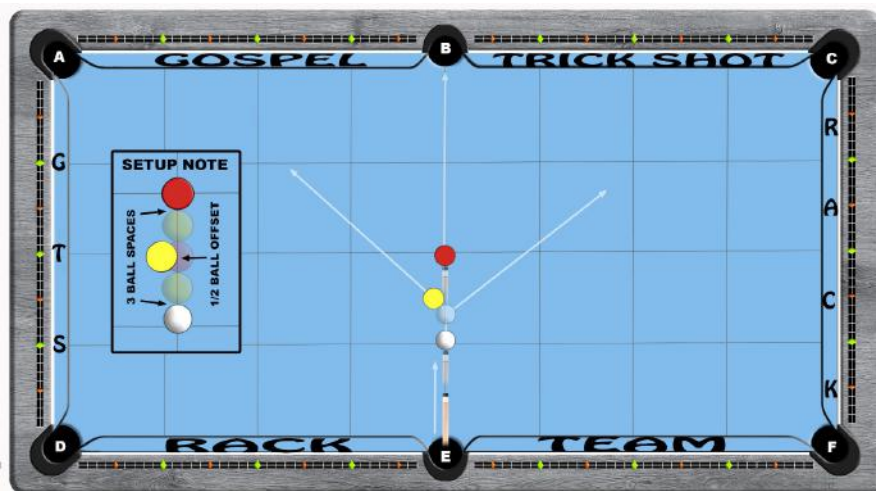 A
B
C
GOSPEL
TRICK SHOT
SETUP NOTE
3 BALL SPACES
1/2 BALL OFFSET
G
T
S
R
A
C
K
D
E
F
RACK
TEAM